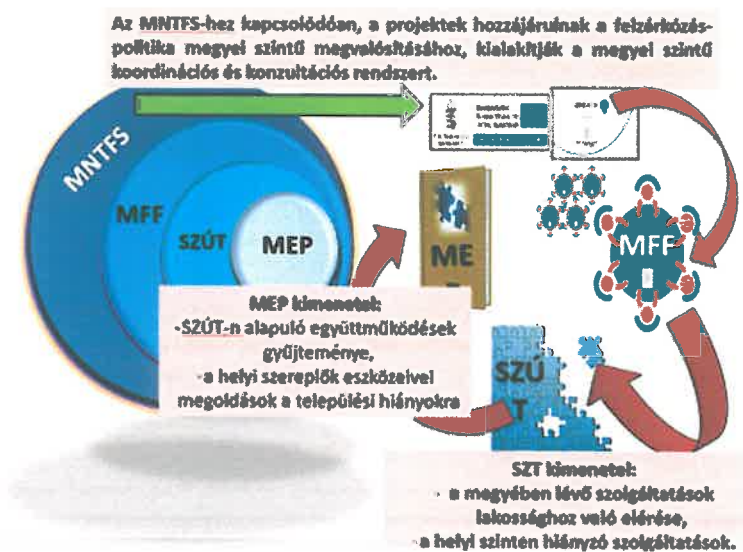 Az MNTFS-hez kapcsolódóan, a projektek hozzájárulnak a felzárkózás-
politika megyei szintű megvalósításához, kialakítják a megyei szintű
koordinációs és konzultációs rendszert.
MNTFS
MFF
SZÚT
MEP
ME
MFF
MEP kimenetel:
-SZÚT-n alapuló együttműködések
gyűjteménye,
-a helyi szereplők eszközeivel
megoldások a települési hiányokra
SZÚ
T
SZT kimenetel:
- a megyében lévő szolgáltatások
lakossághoz való elérése,
- a helyi szinten hiányzó szolgáltatások.